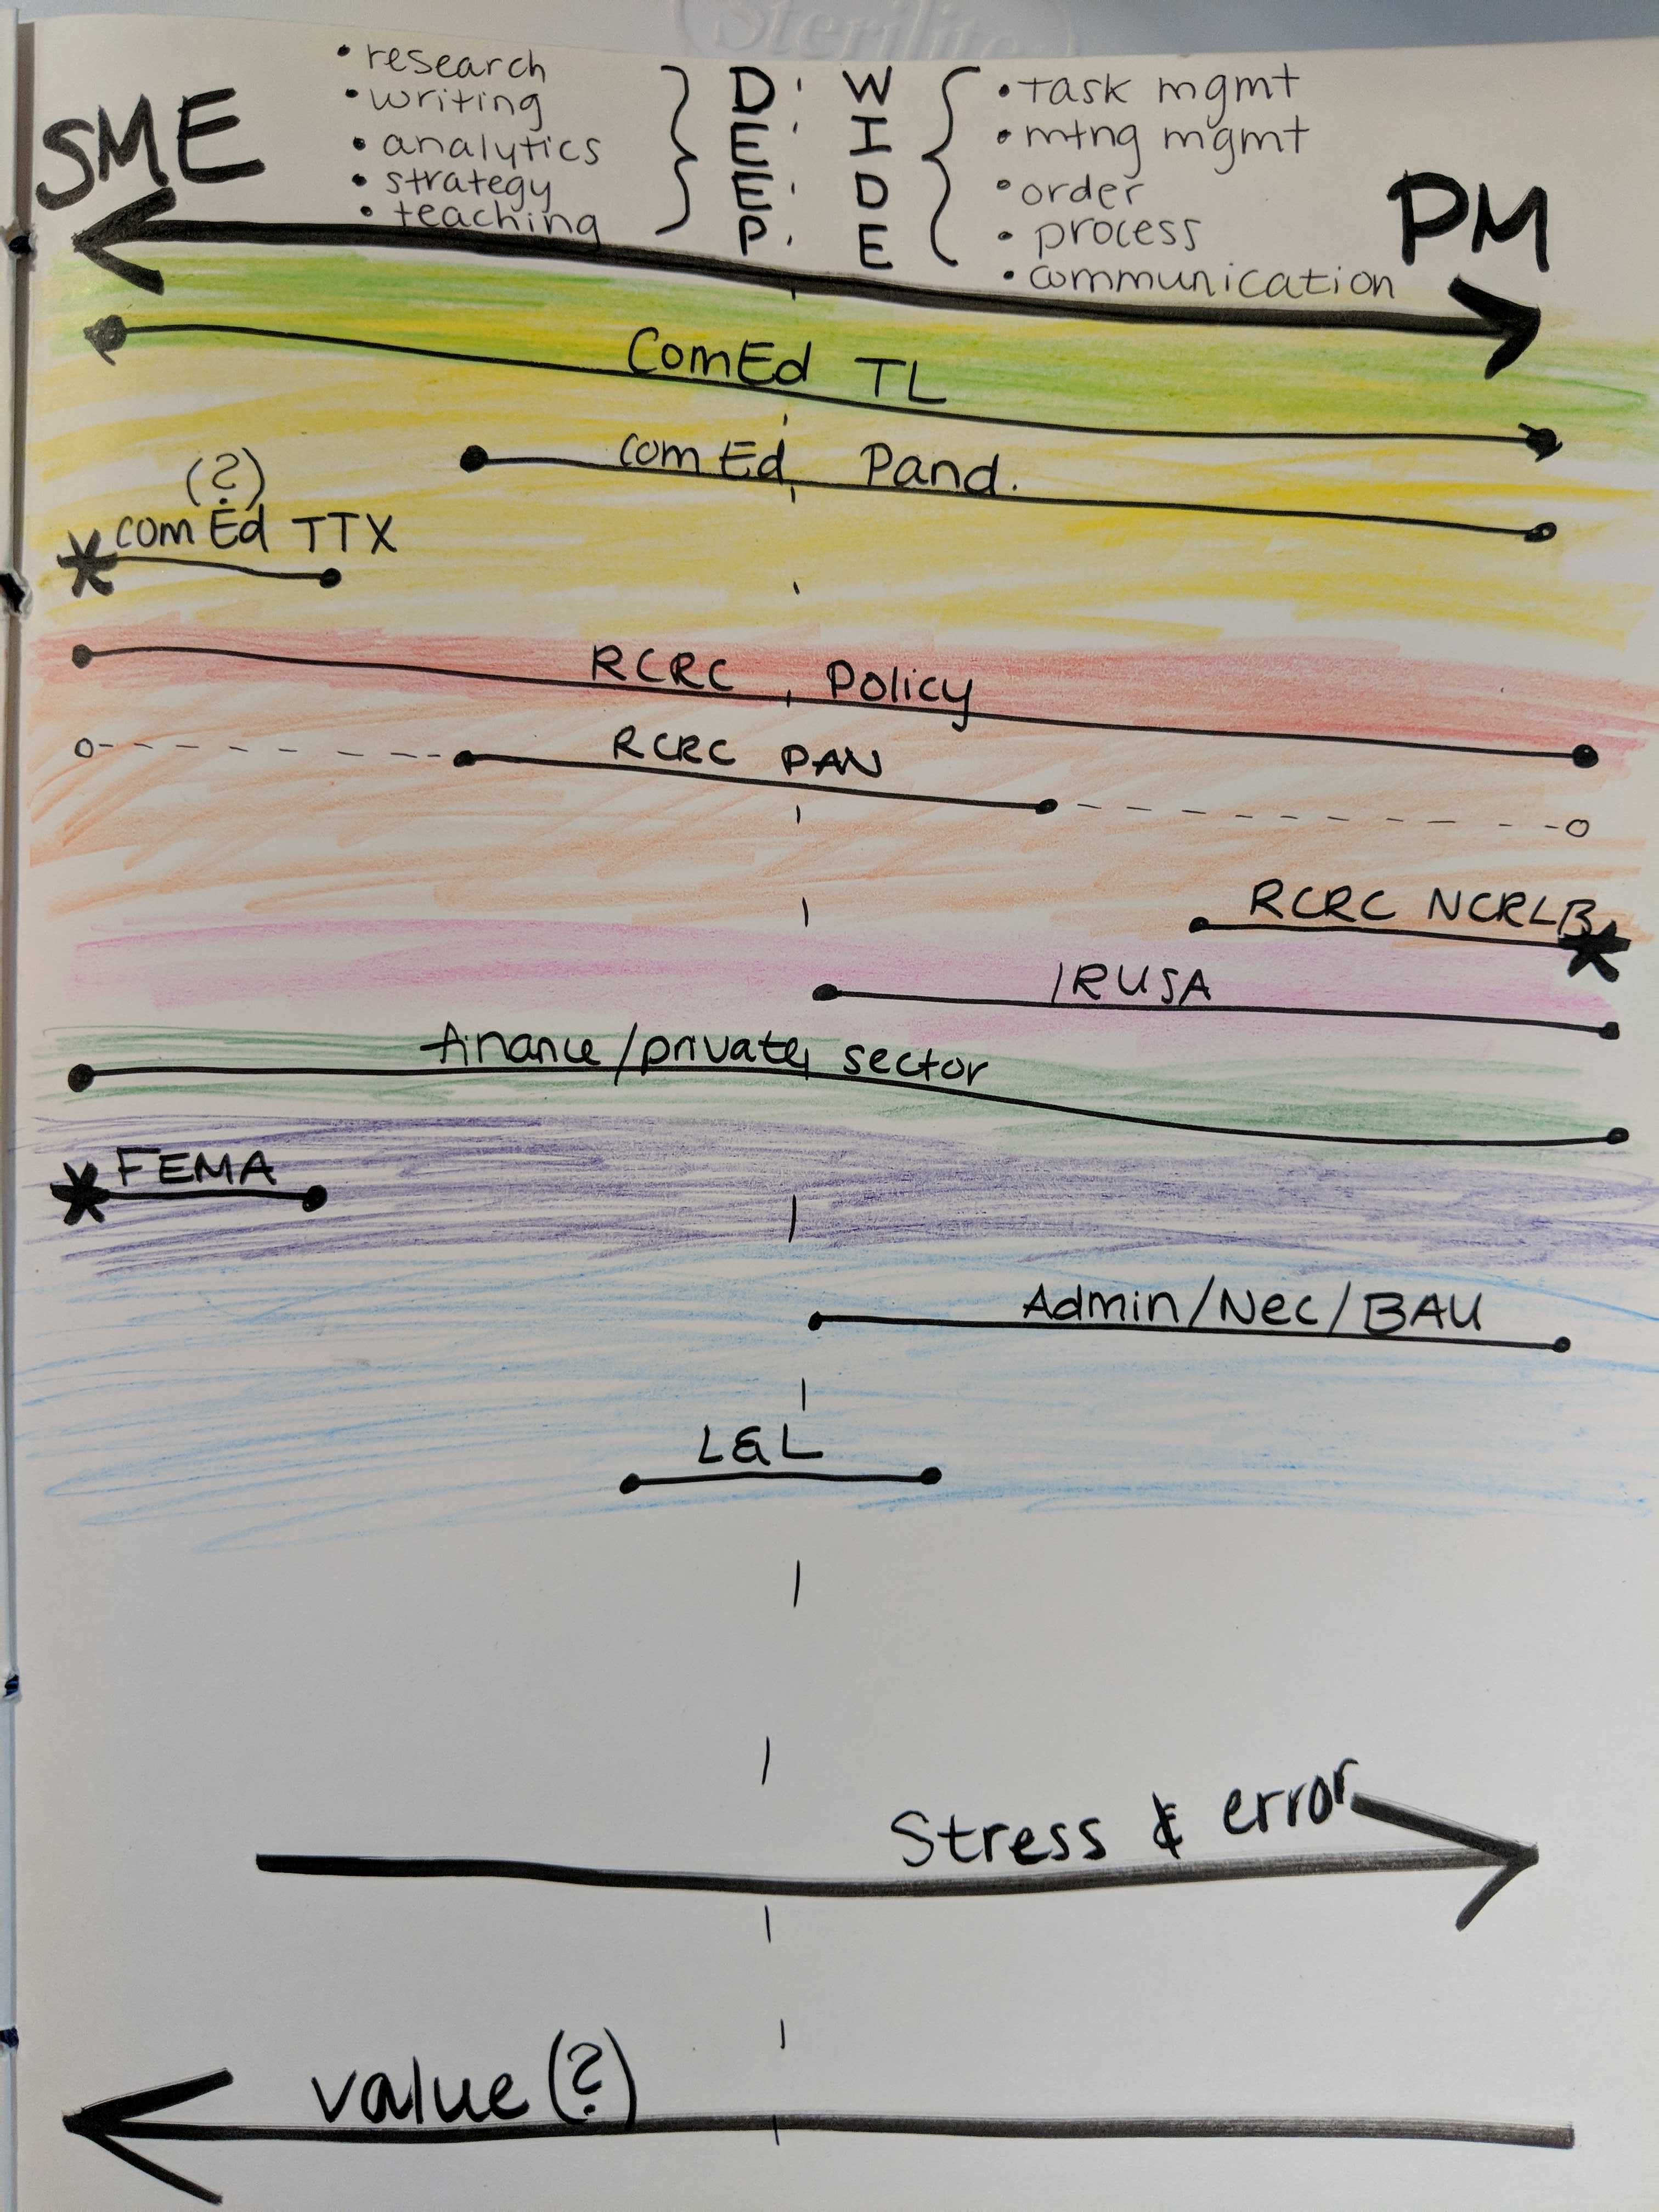 Sterilite
SME
• research
• writing
• analytics
• strategy
• teaching
DEEP
WIDE
• task mgmt
• mtng mgmt
• order
• process
• communication
PM
ComEd TL
comEd Pand.
(?)
comEd TTX
RCRC Policy
RCRC PAN
RCRC NCRLB
IRUSA
finance/private sector
FEMA
Admin/Nec/BAU
L&L
Stress & error
value(?)